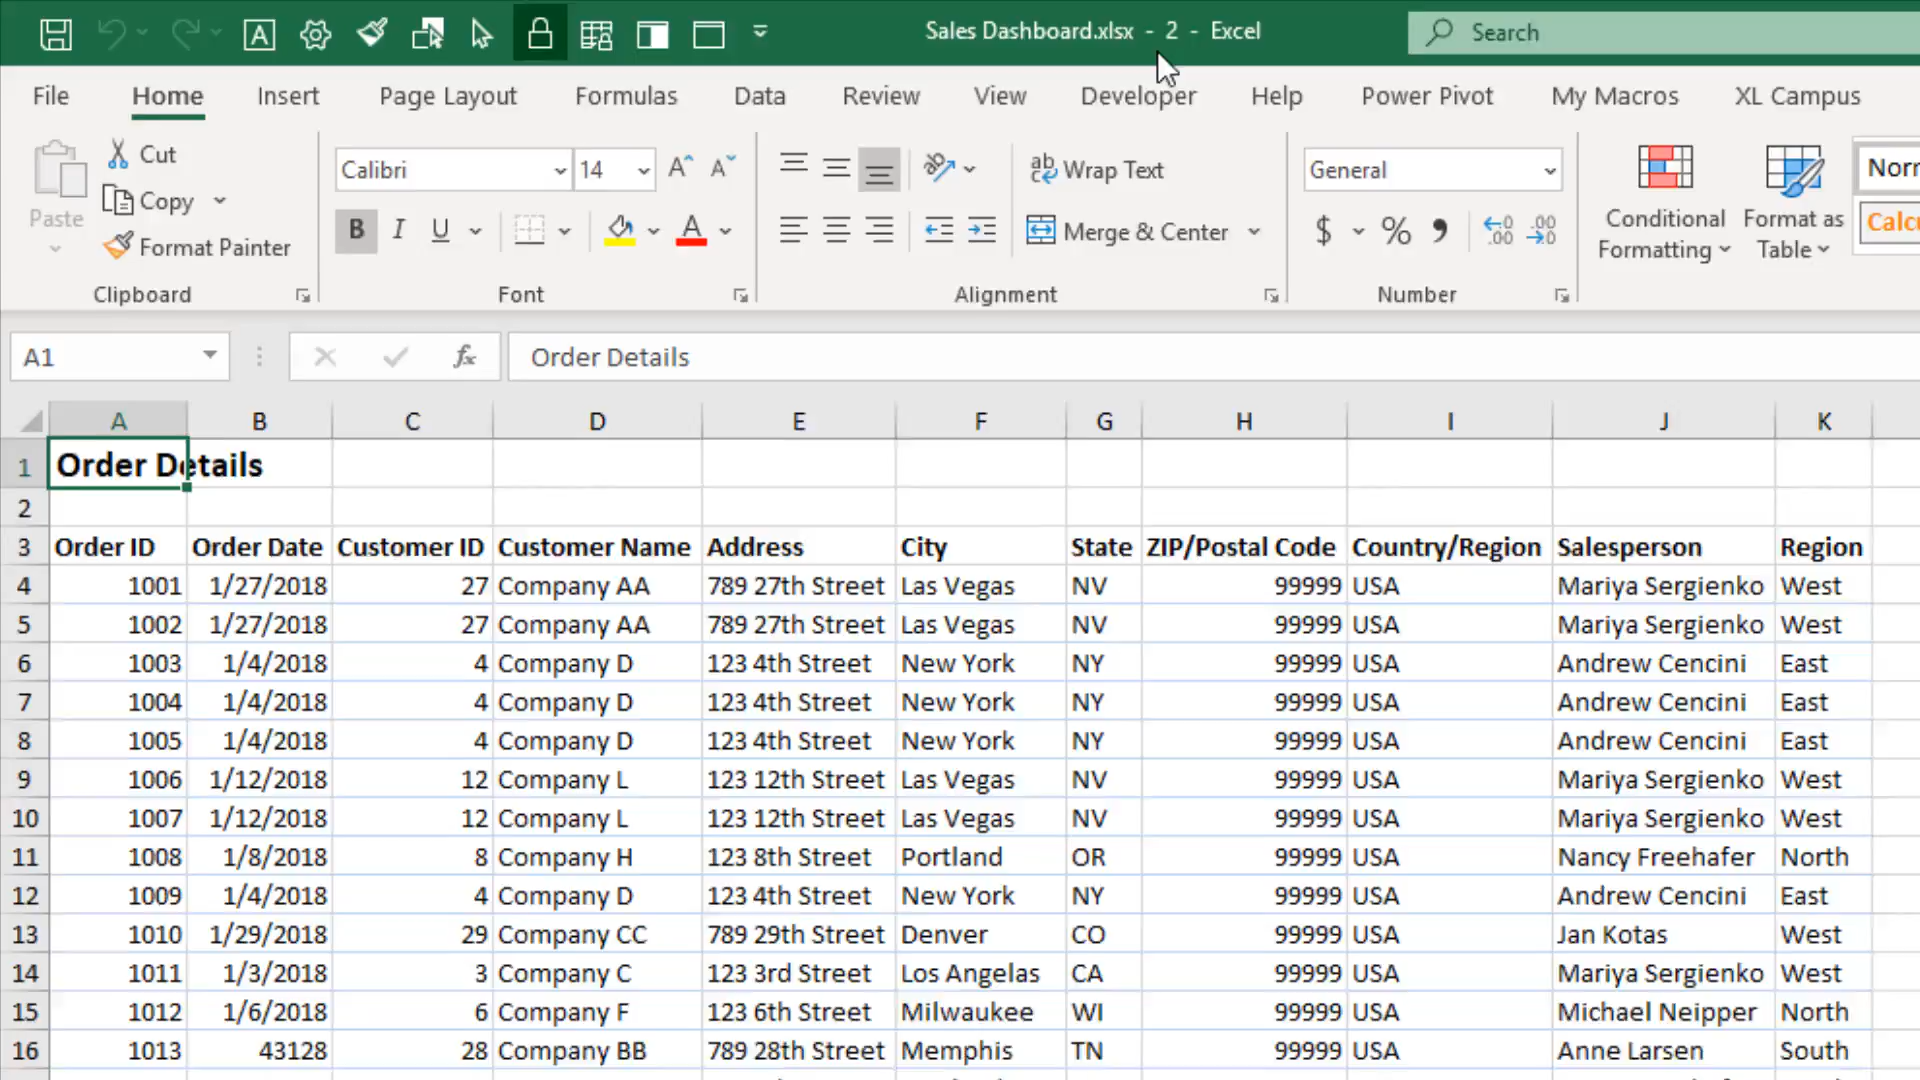 Sales Dashboard.xlsx - 2 - Excel
Search
File Home Insert Page Layout Formulas Data Review View Developer Help Power Pivot My Macros XL Campus
Paste
Cut
Copy
Format Painter
Clipboard
Calibri 14
B I U
Font
Wrap Text
Merge & Center
Alignment
General
$ % ,
Number
Conditional
Formatting
Format as
Table
A1 fx Order Details
A B C D E F G H I J K
1 Order Details
2
3 Order ID Order Date Customer ID Customer Name Address City State ZIP/Postal Code Country/Region Salesperson Region
4 1001 1/27/2018 27 Company AA 789 27th Street Las Vegas NV 99999 USA Mariya Sergienko West
5 1002 1/27/2018 27 Company AA 789 27th Street Las Vegas NV 99999 USA Mariya Sergienko West
6 1003 1/4/2018 4 Company D 123 4th Street New York NY 99999 USA Andrew Cencini East
7 1004 1/4/2018 4 Company D 123 4th Street New York NY 99999 USA Andrew Cencini East
8 1005 1/4/2018 4 Company D 123 4th Street New York NY 99999 USA Andrew Cencini East
9 1006 1/12/2018 12 Company L 123 12th Street Las Vegas NV 99999 USA Mariya Sergienko West
10 1007 1/12/2018 12 Company L 123 12th Street Las Vegas NV 99999 USA Mariya Sergienko West
11 1008 1/8/2018 8 Company H 123 8th Street Portland OR 99999 USA Nancy Freehafer North
12 1009 1/4/2018 4 Company D 123 4th Street New York NY 99999 USA Andrew Cencini East
13 1010 1/29/2018 29 Company CC 789 29th Street Denver CO 99999 USA Jan Kotas West
14 1011 1/3/2018 3 Company C 123 3rd Street Los Angelas CA 99999 USA Mariya Sergienko West
15 1012 1/6/2018 6 Company F 123 6th Street Milwaukee WI 99999 USA Michael Neipper North
16 1013 43128 28 Company BB 789 28th Street Memphis TN 99999 USA Anne Larsen South